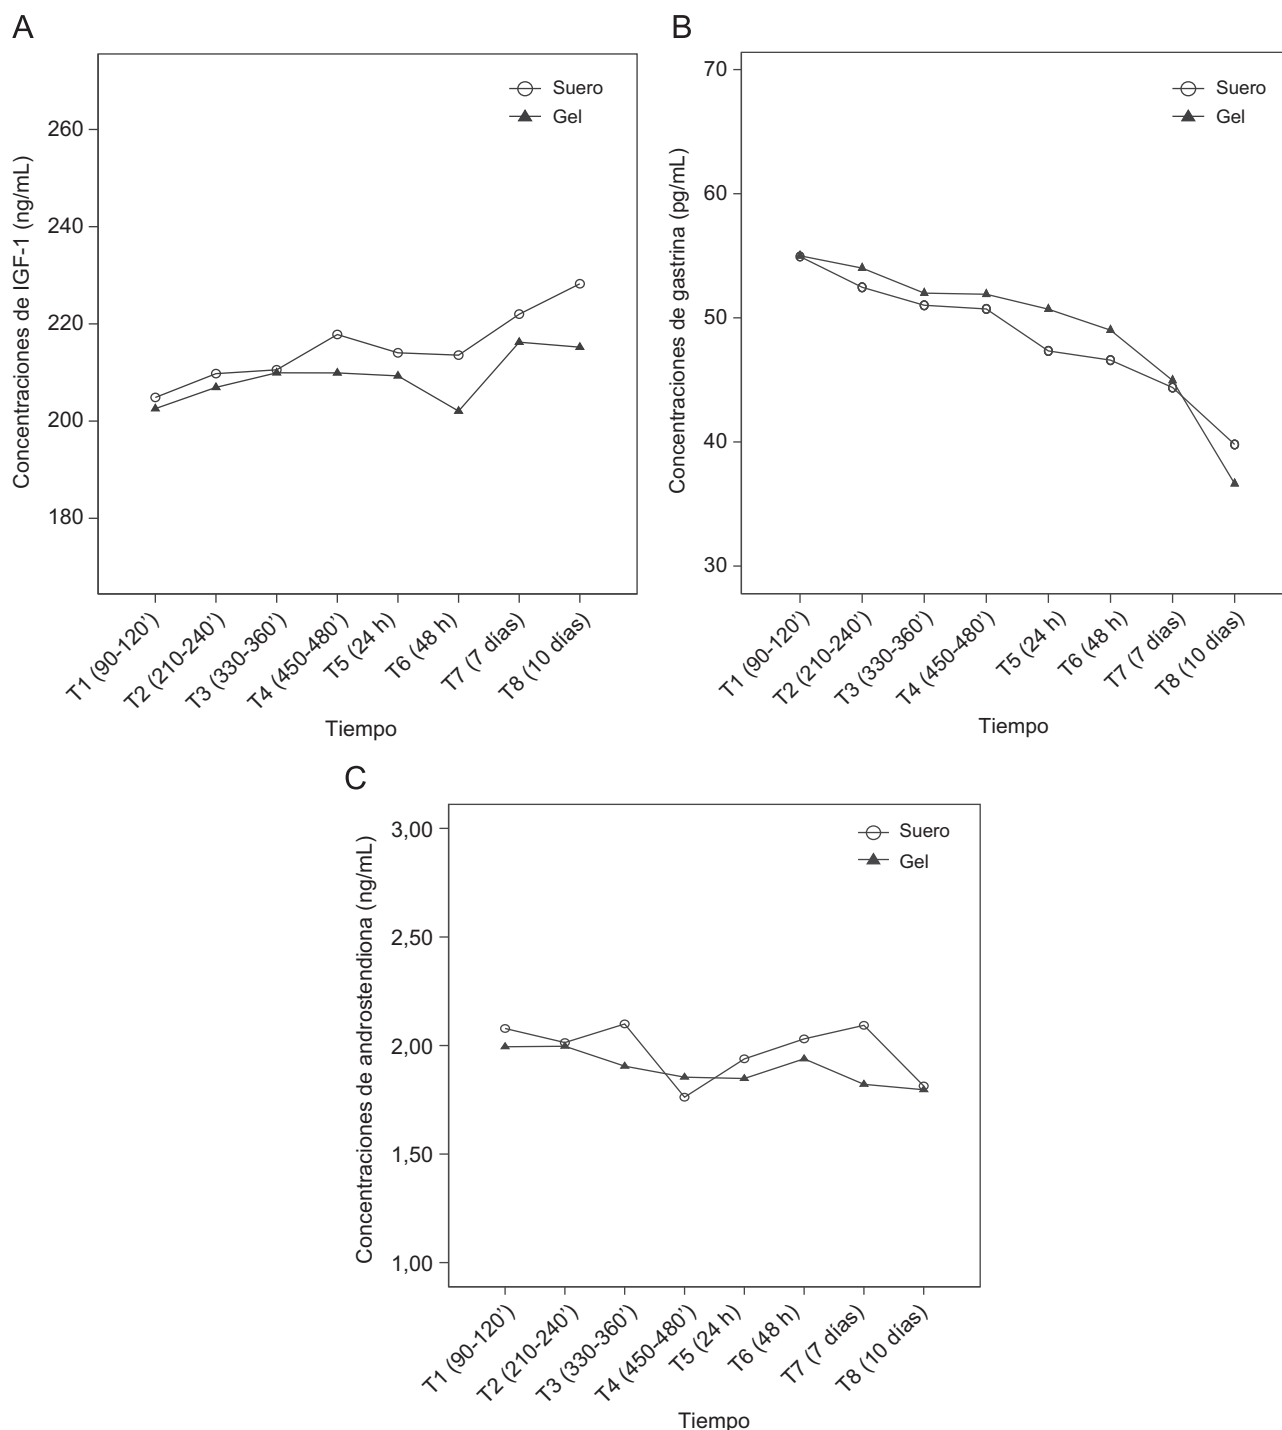 A
Concentraciones de IGF-1 (ng/mL)
Suero
Gel
260
240
220
200
180
T1 (90-120’)
T2 (210-240’)
T3 (330-360’)
T4 (450-480’)
T5 (24 h)
T6 (48 h)
T7 (7 días)
T8 (10 días)
Tiempo
B
Concentraciones de gastrina (pg/mL)
Suero
Gel
70
60
50
40
30
T1 (90-120’)
T2 (210-240’)
T3 (330-360’)
T4 (450-480’)
T5 (24 h)
T6 (48 h)
T7 (7 días)
T8 (10 días)
Tiempo
C
Concentraciones de androstendiona (ng/mL)
Suero
Gel
3,00
2,50
2,00
1,50
1,00
T1 (90-120’)
T2 (210-240’)
T3 (330-360’)
T4 (450-480’)
T5 (24 h)
T6 (48 h)
T7 (7 días)
T8 (10 días)
Tiempo